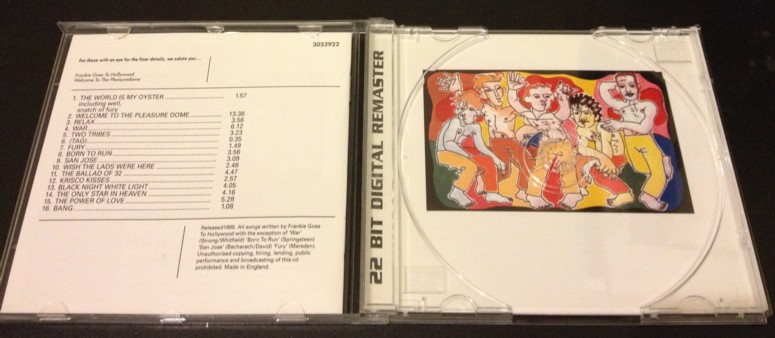 3052922
For those with an eye for the finer details, we salute you...
Frankie Goes To Hollywood
Welcome To The Pleasuredome
1. THE WORLD IS MY OYSTER 1.57
including well,
snatch of fury
2. WELCOME TO THE PLEASURE DOME 13.38
3. RELAX 3.56
4. WAR 6.12
5. TWO TRIBES 3.23
6. (TAG) 0.35
7. FURY 1.49
8. BORN TO RUN 3.56
9. SAN JOSE 3.09
10. WISH THE LADS WERE HERE 2.48
11. THE BALLAD OF 32 4.47
12. KRISCO KISSES 2.57
13. BLACK NIGHT WHITE LIGHT 4.05
14. THE ONLY STAR IN HEAVEN 4.16
15. THE POWER OF LOVE 5.28
16. BANG 1.08
Released1985. All songs written by Frankie Goes
To Hollywood with the exception of 'War'
(Strong/Whitfield) 'Born To Run' (Springsteen)
'San Jose' (Bacharach/David) 'Fury' (Marsden).
Unauthorised copying, hiring, lending, public
performance and broadcasting of this cd
prohibited. Made in England.
22 BIT DIGITAL REMASTER